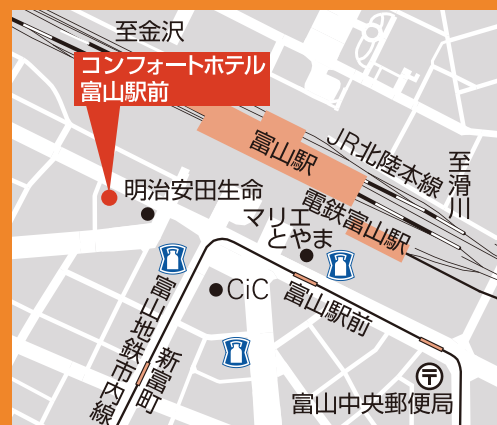 至金沢
コンフォートホテル
富山駅前
富山駅
JR北陸本線
至滑川
明治安田生命
マリエ
とやま
電鉄富山駅
CiC
富山駅前
富山地鉄市内線
新富町
富山中央郵便局